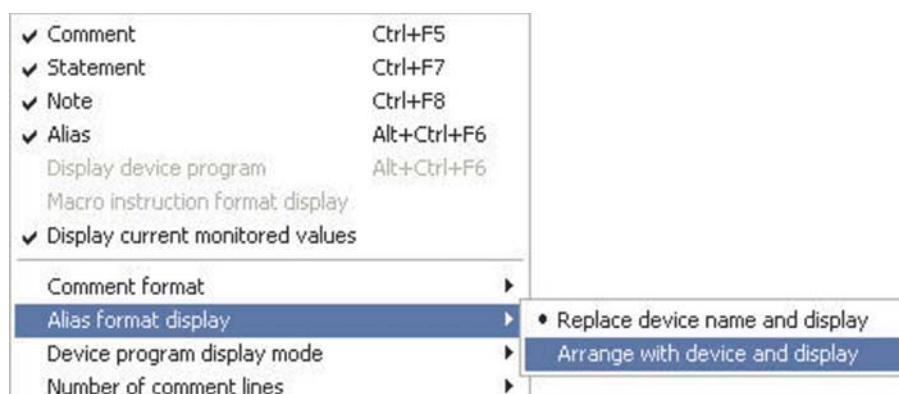 Comment Ctrl+F5
Statement Ctrl+F7
Note Ctrl+F8
Alias Alt+Ctrl+F6
Display device program Alt+Ctrl+F6
Macro instruction format display
Display current monitored values
Comment format
Alias format display
Replace device name and display
Device program display mode
Arrange with device and display
Number of comment lines